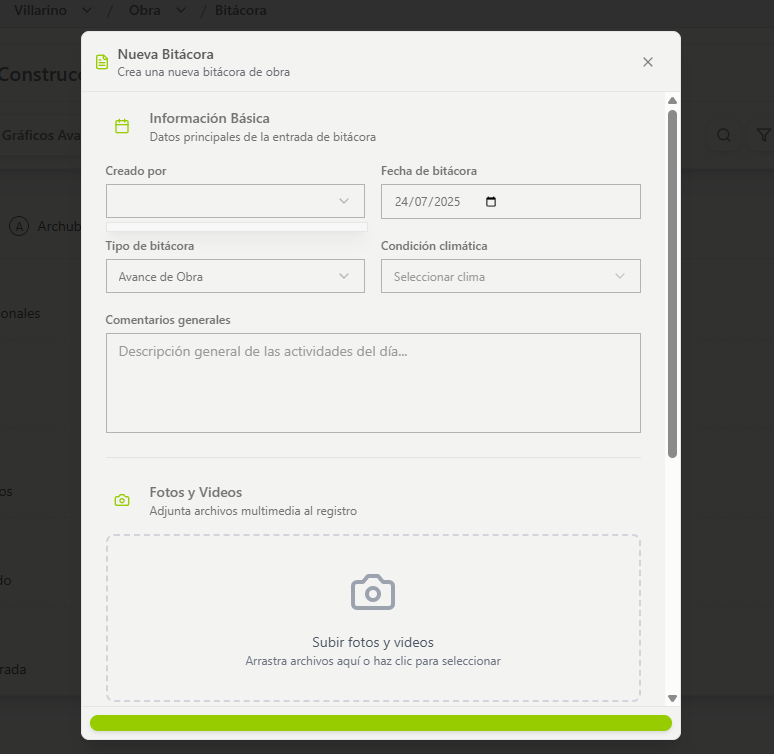 Villarino / Obra / Bitácora
Nueva Bitácora
Crea una nueva bitácora de obra
Construcc
Gráficos Ava
A Archub
onales
os
do
rada
Información Básica
Datos principales de la entrada de bitácora
Creado por
Fecha de bitácora
24/07/2025
Tipo de bitácora
Condición climática
Avance de Obra
Seleccionar clima
Comentarios generales
Descripción general de las actividades del día...
Fotos y Videos
Adjunta archivos multimedia al registro
Subir fotos y videos
Arrastra archivos aquí o haz clic para seleccionar